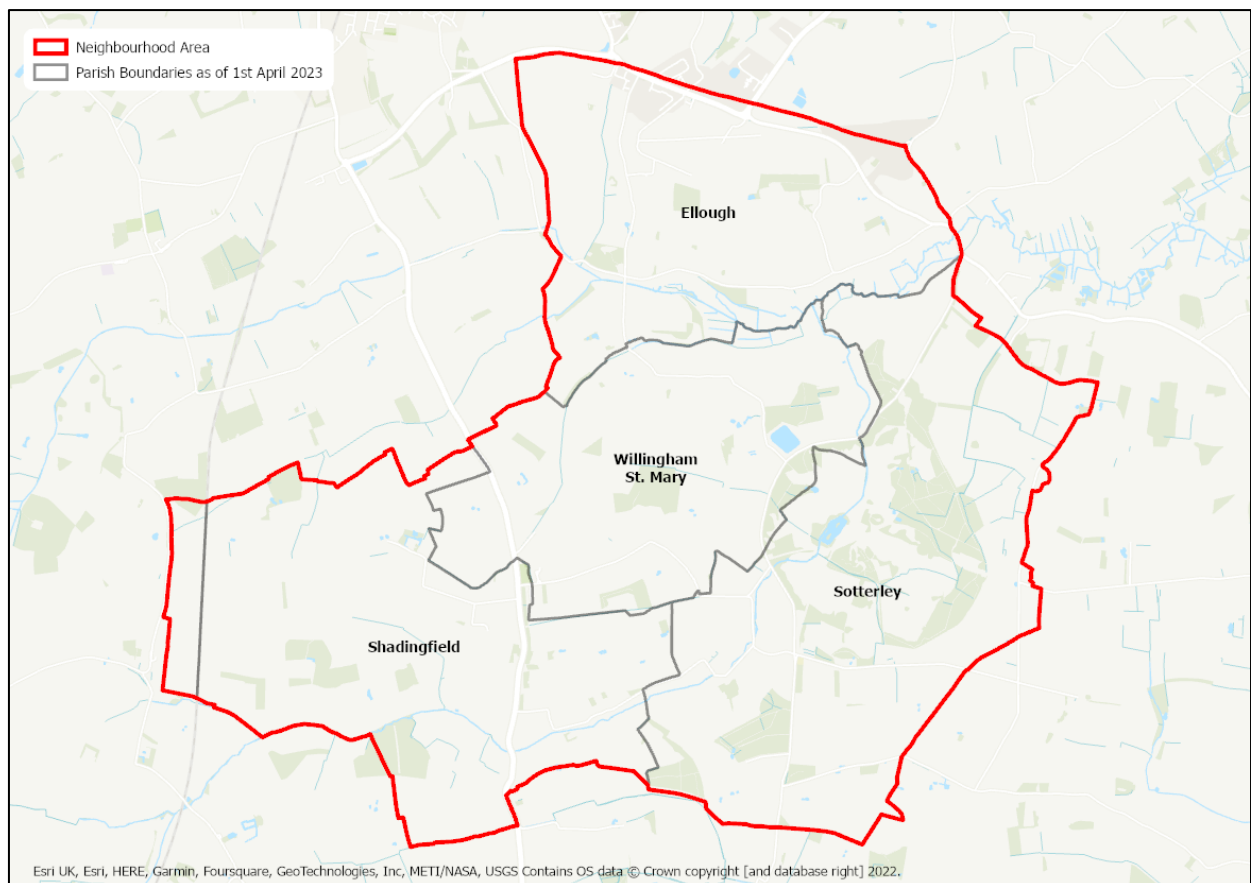 Neighbourhood Area
Parish Boundaries as of 1st April 2023
Ellough
Willingham
St. Mary
Sotterley
Shadingfield
Esri UK, Esri, HERE, Garmin, Foursquare, GeoTechnologies, Inc, METI/NASA, USGS Contains OS data © Crown copyright [and database right] 2022.